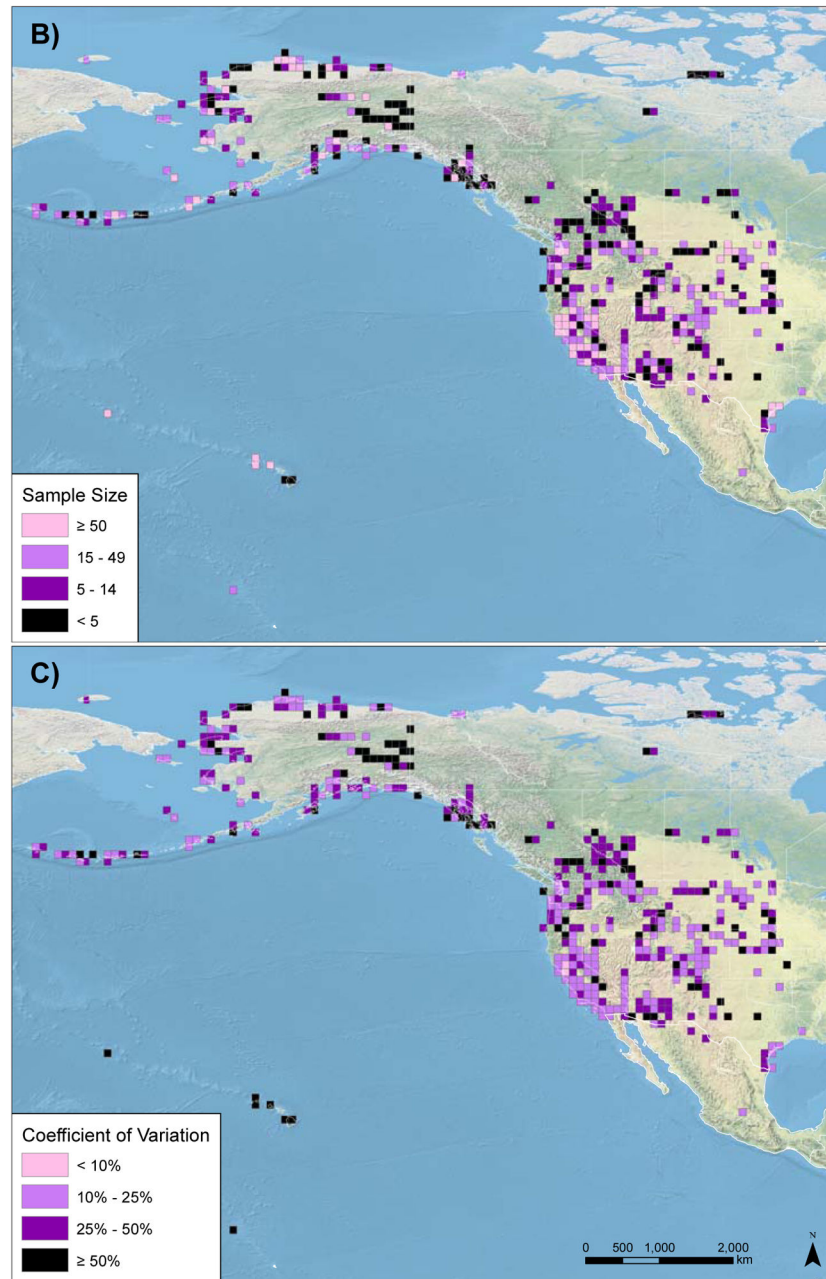 B)
Sample Size
≥ 50
15 - 49
5 - 14
< 5
C)
Coefficient of Variation
< 10%
10% - 25%
25% - 50%
≥ 50%
0 500 1,000 2,000
km
N